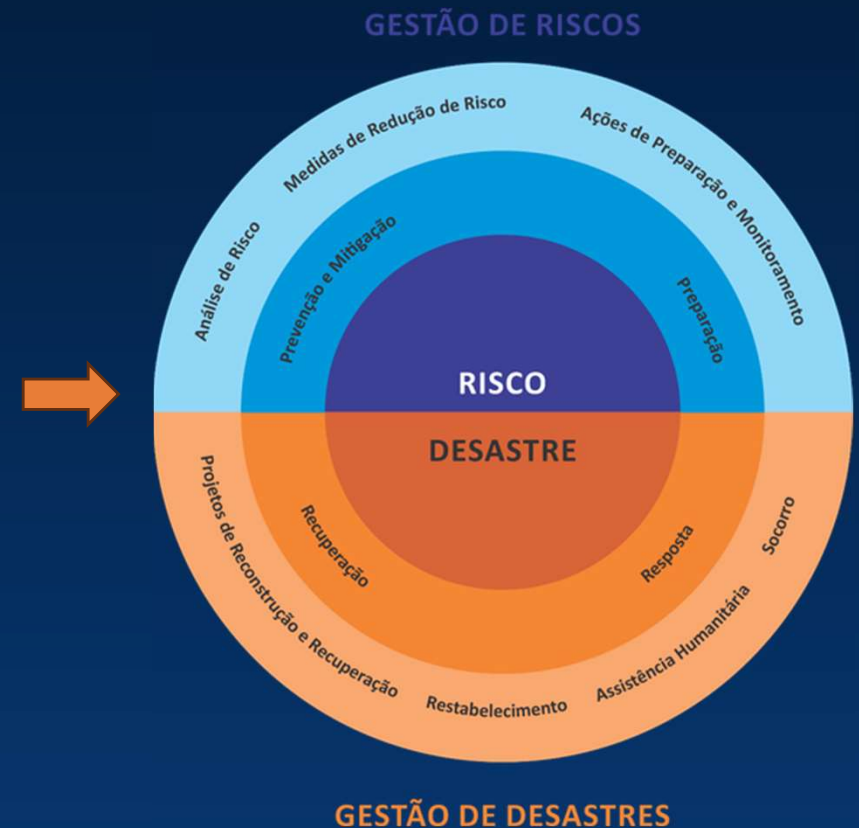 GESTÃO DE RISCOS
Análise de Risco
Medidas de Redução de Risco
Ações de Preparação e Monitoramento
Prevenção e Mitigação
Preparação
RISCO
DESASTRE
Recuperação
Resposta
Projetos de Reconstrução e Recuperação
Restabelecimento
Assistência Humanitária
Socorro
GESTÃO DE DESASTRES